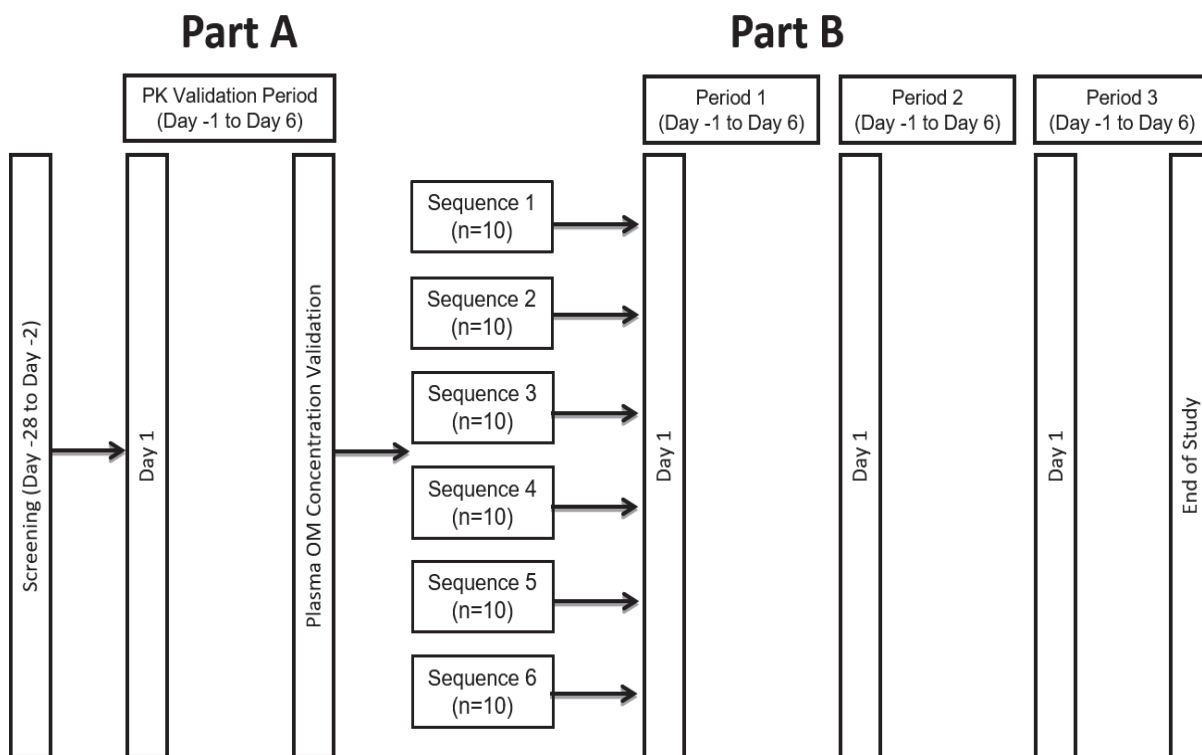 Part A
Part B
PK Validation Period
(Day -1 to Day 6)
Period 1
(Day -1 to Day 6)
Period 2
(Day -1 to Day 6)
Period 3
(Day -1 to Day 6)
Screening (Day -28 to Day -2)
Day 1
Plasma OM Concentration Validation
Sequence 1
(n=10)
Sequence 2
(n=10)
Sequence 3
(n=10)
Sequence 4
(n=10)
Sequence 5
(n=10)
Sequence 6
(n=10)
Day 1
Day 1
Day 1
End of Study